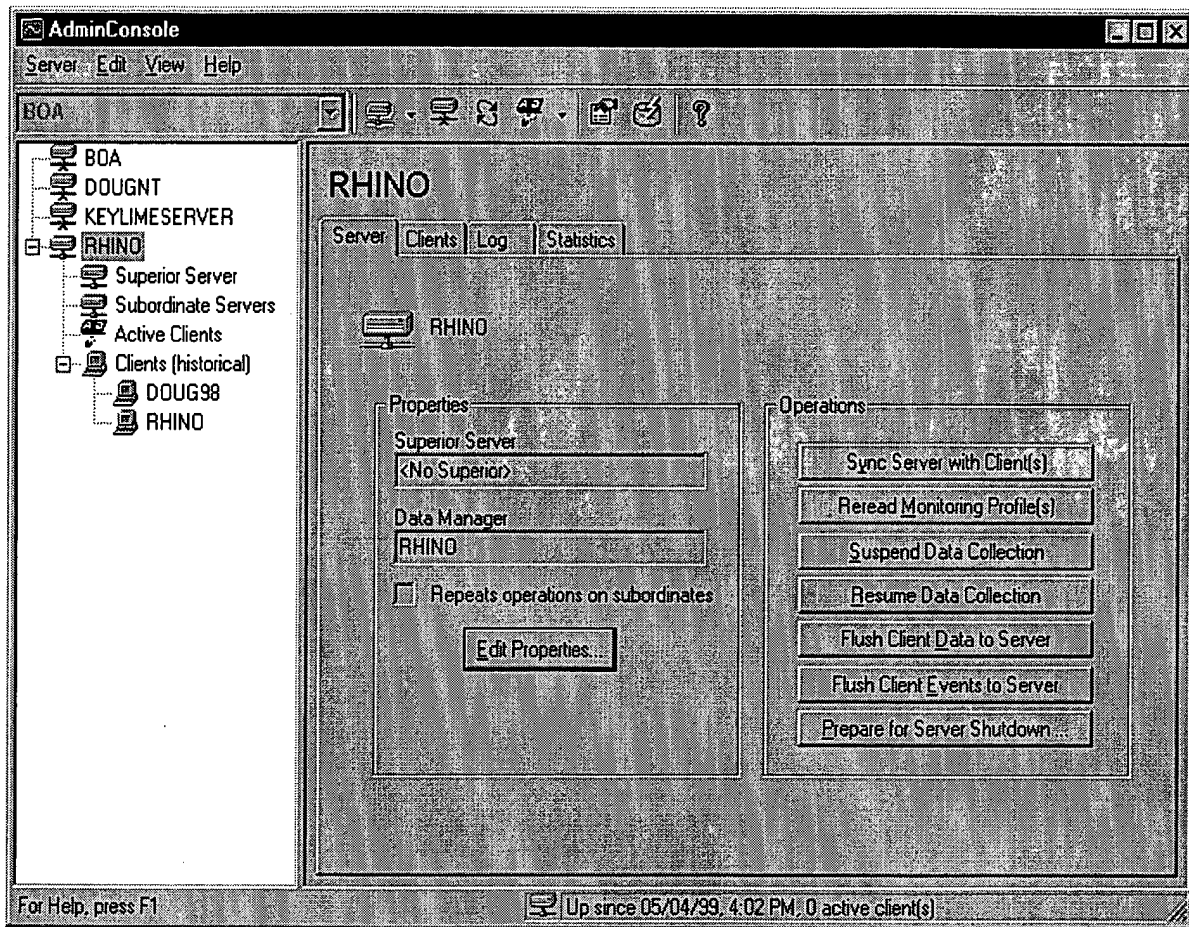 AdminConsole
Server Edit View Help
BOA
BOA
DOUGNT
KEYLIMESERVER
RHINO
Superior Server
Subordinate Servers
Active Clients
Clients (historical)
DOUG98
RHINO
RHINO
Server Clients Log Statistics
RHINO
Properties
Superior Server
<No Superior>
Data Manager
RHINO
Repeats operations on subordinates
Edit Properties...
Operations
Sync Server with Client(s)
Reread Monitoring Profile(s)
Suspend Data Collection
Resume Data Collection
Flush Client Data to Server
Flush Client Events to Server
Prepare for Server Shutdown...
For Help, press F1
Up since 05/04/99, 4:02 PM, 0 active client(s)